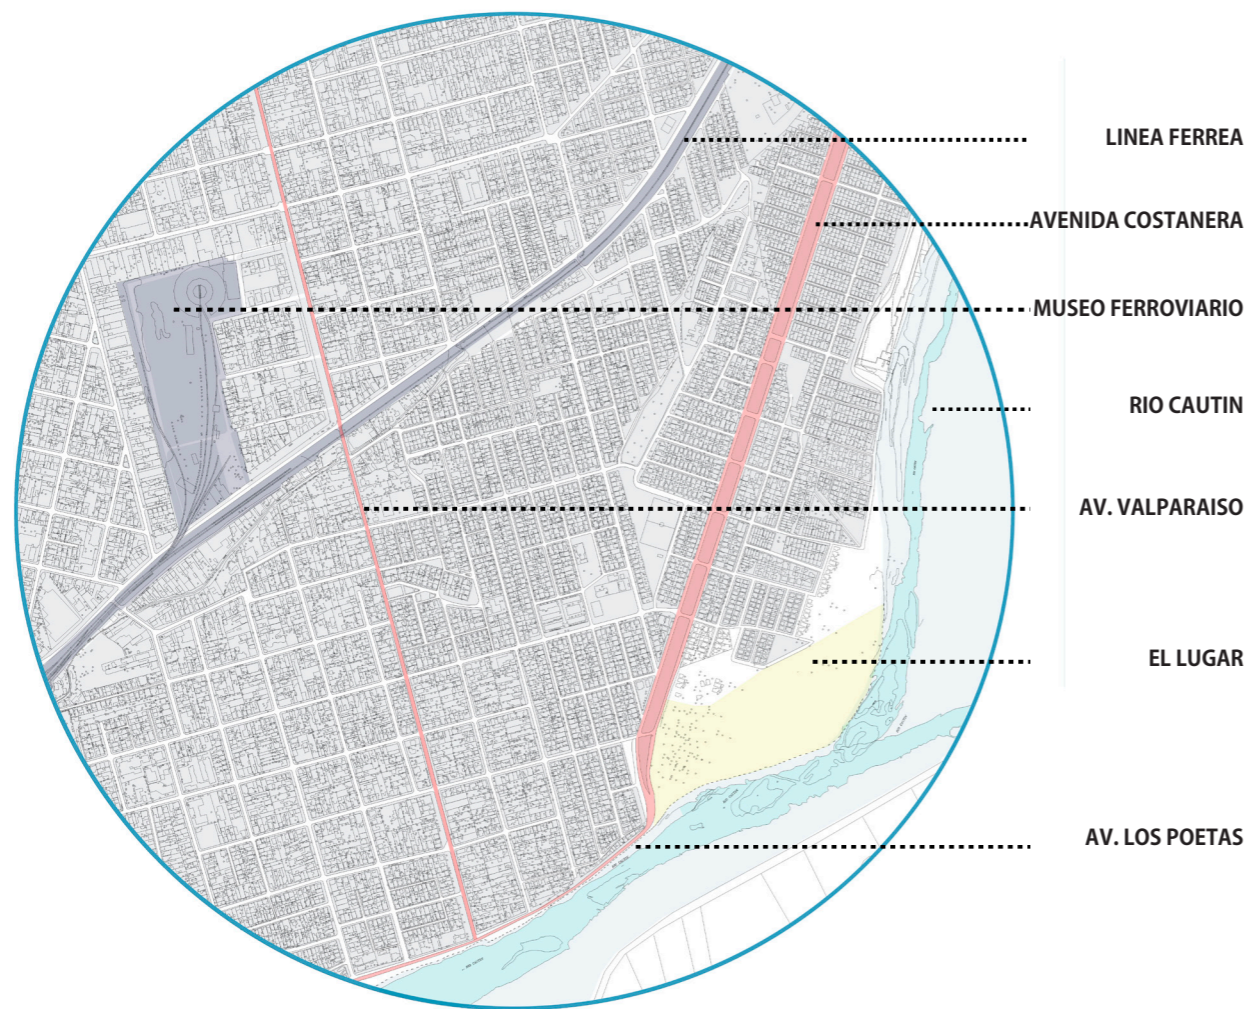 LINEA FERREA
AVENIDA COSTANERA
MUSEO FERROVIARIO
RIO CAUTIN
AV. VALPARAISO
EL LUGAR
AV. LOS POETAS